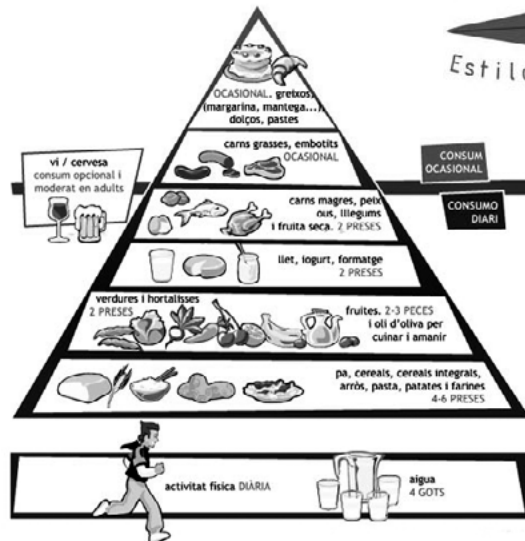 Estilo
OCASIONAL. greixos,
(margarina, mantega...),
dolços, pastes
carns grasses, embotits
OCASIONAL
vi / cervesa
consum opcional i
moderat en adults
CONSUM
OCASIONAL
CONSUMO
DIARI
carns magres, peix
ous, lllegums
i fruita seca. 2 PRESES
llet, iogurt, formatge
2 PRESES
verdures i hortalisses
2 PRESES
fruites. 2-3 PECES
i oli d'oliva per
cuinar i amanir
pa, cereals, cereals integrals,
arròs, pasta, patates i farines
4-6 PRESES
activitat física DIÀRIA
aigua
4 GOTS